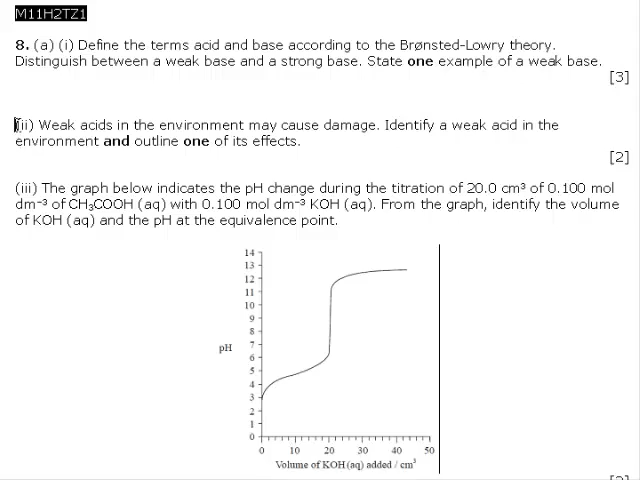 M11H2TZ1
8. (a) (i) Define the terms acid and base according to the Brønsted-Lowry theory.
Distinguish between a weak base and a strong base. State one example of a weak base.
[3]
(ii) Weak acids in the environment may cause damage. Identify a weak acid in the
environment and outline one of its effects.
[2]
(iii) The graph below indicates the pH change during the titration of 20.0 cm³ of 0.100 mol
dm⁻³ of CH₃COOH (aq) with 0.100 mol dm⁻³ KOH (aq). From the graph, identify the volume
of KOH (aq) and the pH at the equivalence point.
14
13
12
11
10
9
8
7
6
5
4
3
2
1
0
pH
0 10 20 30 40 50
Volume of KOH (aq) added / cm³